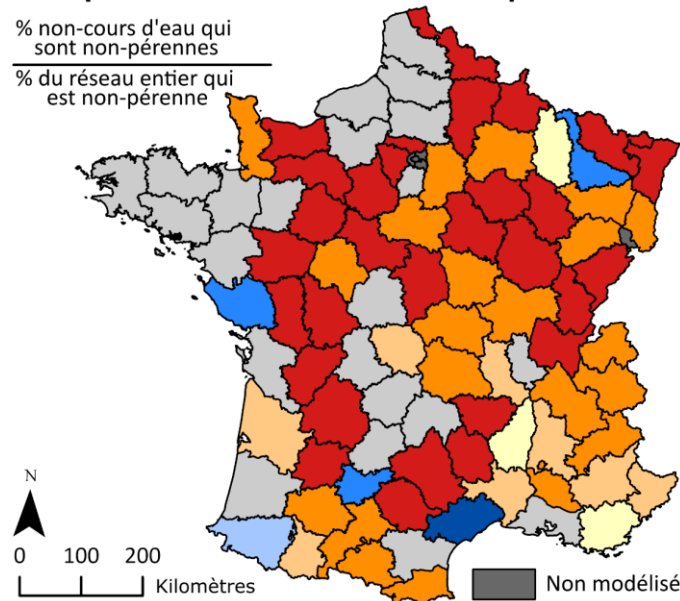 % non-cours d'eau qui
sont non-pérennes
% du réseau entier qui
est non-pérenne
N
0 100 200
Kilomètres
Non modélisé